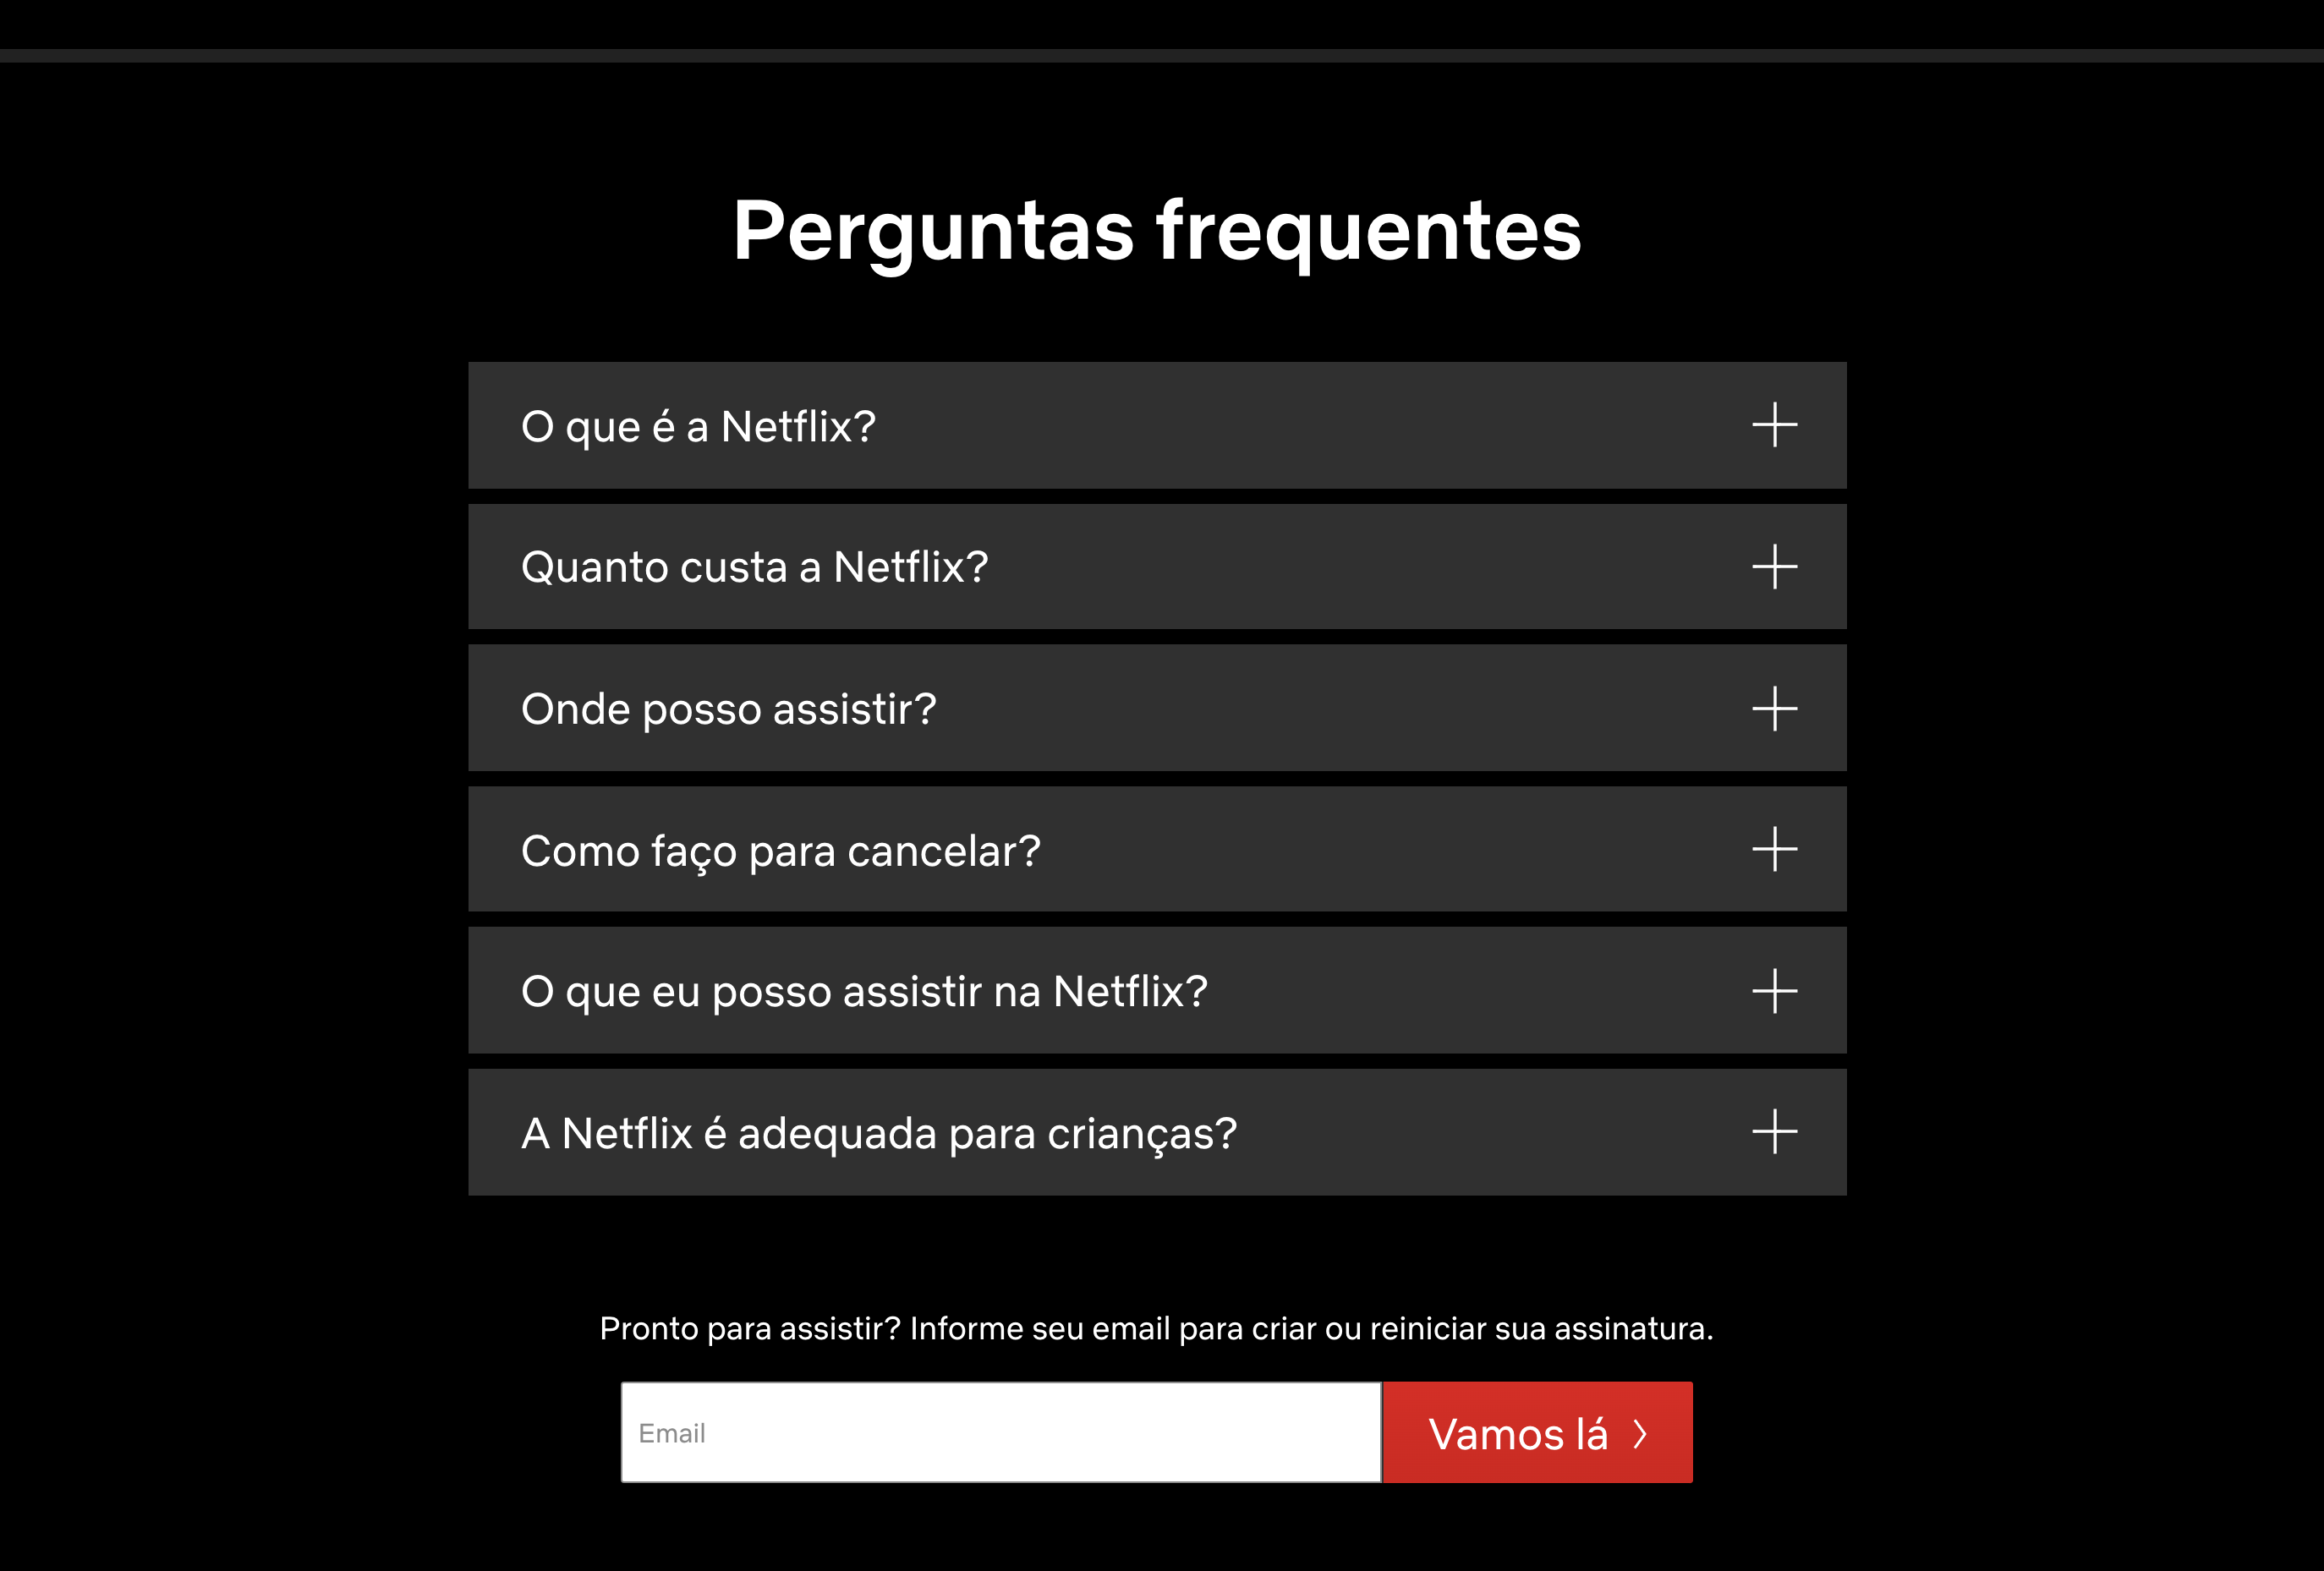 Perguntas frequentes
O que é a Netflix?
Quanto custa a Netflix?
Onde posso assistir?
Como faço para cancelar?
O que eu posso assistir na Netflix?
A Netflix é adequada para crianças?
Pronto para assistir? Informe seu email para criar ou reiniciar sua assinatura.
Email
Vamos lá